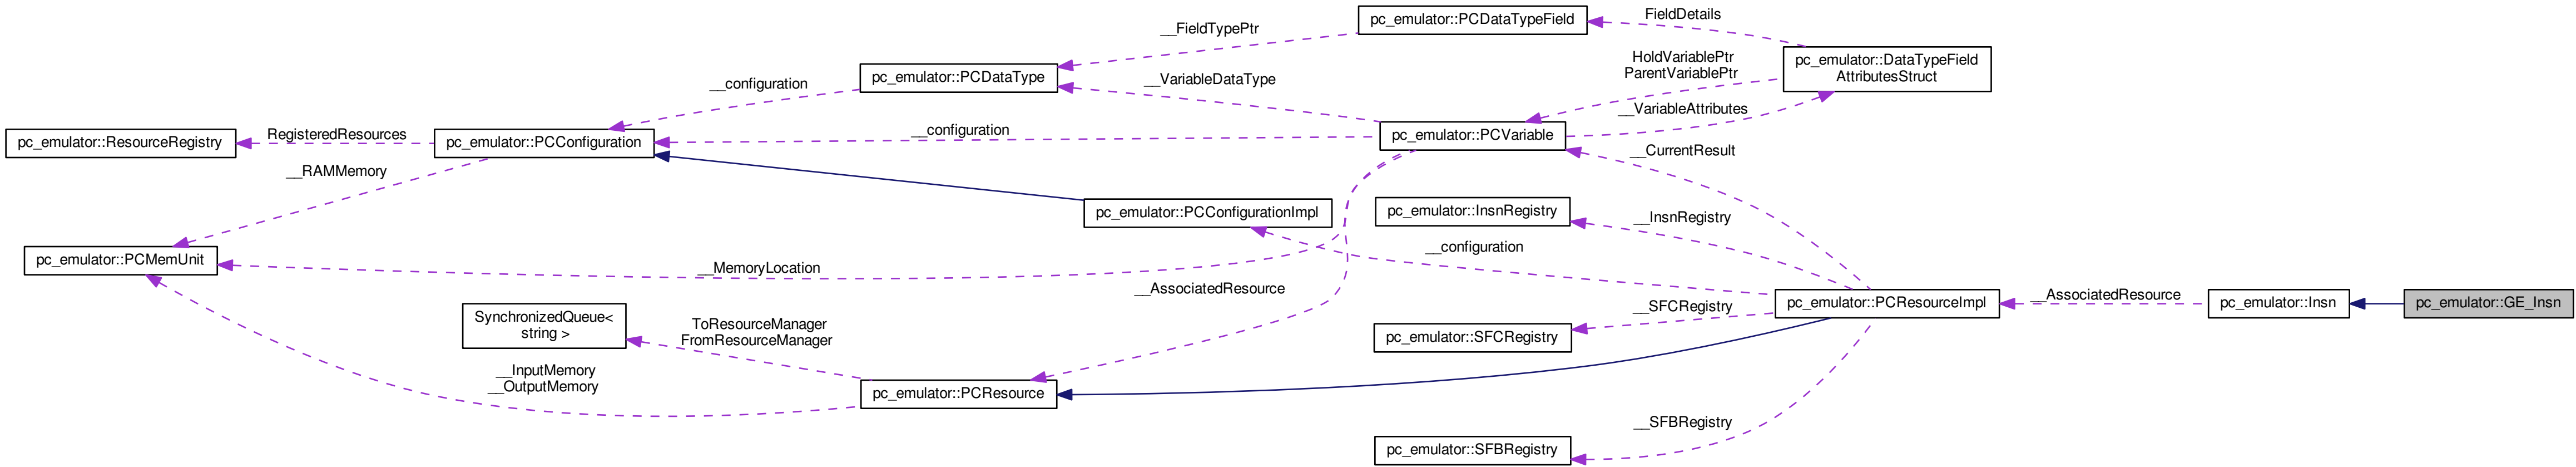 pc_emulator::PCDataTypeField
FieldDetails
__FieldTypePtr
HoldVariablePtr
ParentVariablePtr
pc_emulator::DataTypeField
AttributesStruct
pc_emulator::PCDataType
__VariableDataType
__configuration
__VariableAttributes
pc_emulator::ResourceRegistry
RegisteredResources
pc_emulator::PCConfiguration
__configuration
pc_emulator::PCVariable
__CurrentResult
__RAMMemory
pc_emulator::PCConfigurationImpl
pc_emulator::InsnRegistry
__InsnRegistry
__configuration
pc_emulator::PCMemUnit
__MemoryLocation
__AssociatedResource
pc_emulator::PCResourceImpl
__AssociatedResource
pc_emulator::Insn
pc_emulator::GE_Insn
__SFCRegistry
SynchronizedQueue<
string >
ToResourceManager
FromResourceManager
pc_emulator::SFCRegistry
__InputMemory
__OutputMemory
pc_emulator::PCResource
__SFBRegistry
pc_emulator::SFBRegistry